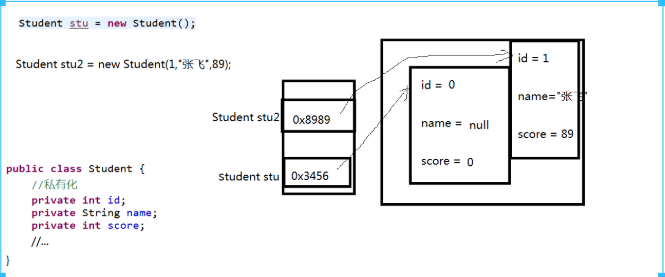 Student stu = new Student();
Student stu2 = new Student(1,"张飞",89);
id = 1
name="张飞"
score = 89
id = 0
name = null
score = 0
Student stu2
0x8989
Student stu
0x3456
public class Student {
//私有化
private int id;
private String name;
private int score;
//...
}